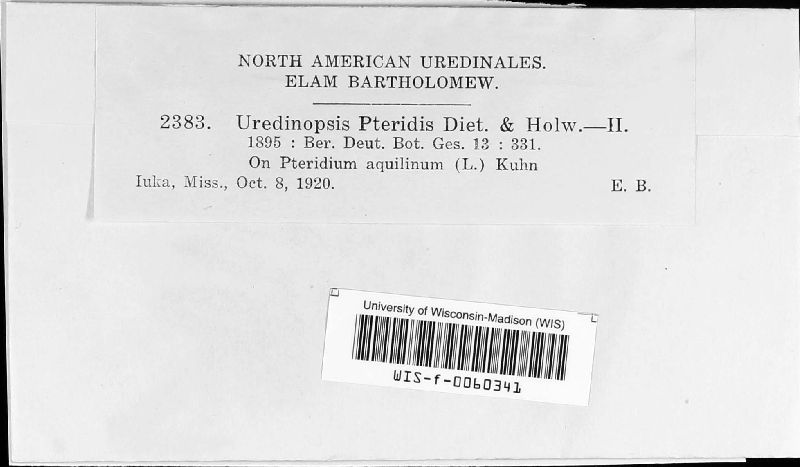 NORTH AMERICAN UREDINALES.
ELAM BARTHOLOMEW.
2383. Uredinopsis Pteridis Diet. & Holw.—II.
1895 : Ber. Deut. Bot. Ges. 13 : 331.
On Pteridium aquilinum (L.) Kuhn
Iuka, Miss., Oct. 8, 1920. E. B.
University of Wisconsin-Madison (WIS)
WIS-f-0060341